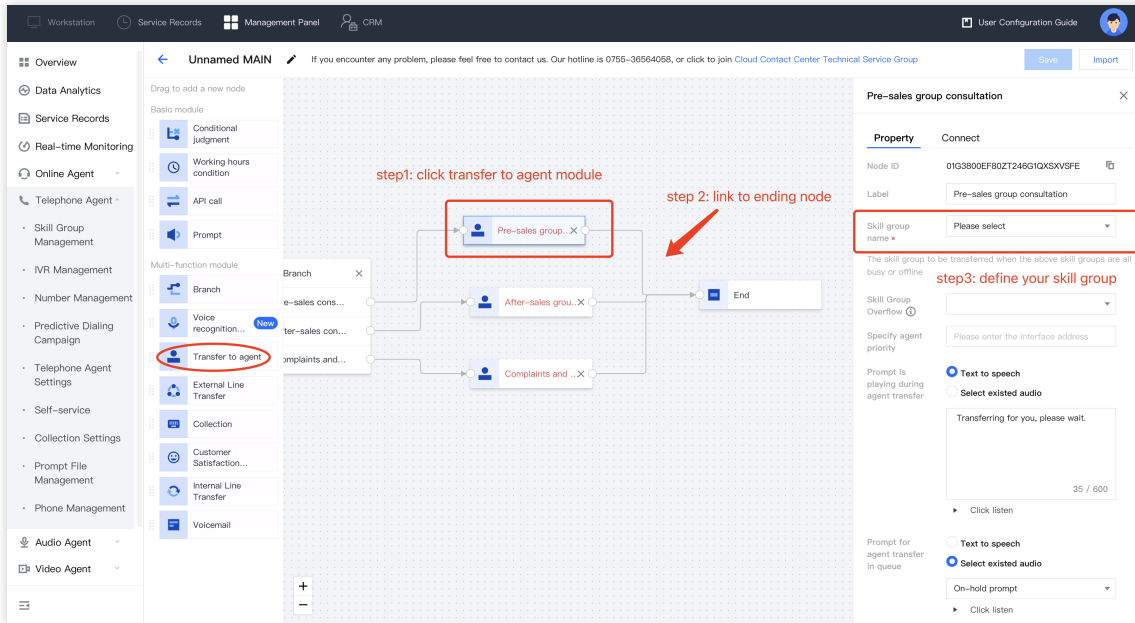 Workstation
Service Records
Management Panel
CRM
User Configuration Guide
Overview
Data Analytics
Service Records
Real-time Monitoring
Online Agent
Telephone Agent
Skill Group
Management
IVR Management
Number Management
Predictive Dialing
Campaign
Telephone Agent
Settings
Self-service
Collection Settings
Prompt File
Management
Phone Management
Audio Agent
Video Agent
Unnamed MAIN
If you encounter any problem, please feel free to contact us. Our hotline is 0755-36564058, or click to join Cloud Contact Center Technical Service Group
Save
Import
Drag to add a new node
Basic module
Conditional
judgment
Working hours
condition
API call
Prompt
Multi-function module
Branch
Voice
recognition...
New
Transfer to agent
External Line
Transfer
Collection
Customer
Satisfaction...
Internal Line
Transfer
Voicemail
step1: click transfer to agent module
step 2: link to ending node
Pre-sales group...
Branch
e-sales cons...
ter-sales con...
mplaints and...
After-sales grou...
Complaints and ...
End
Pre-sales group consultation
Property
Connect
Node ID
01G3800EF80ZT246G1QXSXVSFE
Label
Pre-sales group consultation
Skill group
name *
Please select
The skill group to be transferred when the above skill groups are all
busy or offline
step3: define your skill group
Skill Group
Overflow
Specify agent
priority
Please enter the interface address
Prompt is
playing during
agent transfer
Text to speech
Select existed audio
Transferring for you, please wait.
35 / 600
Click listen
Prompt for
agent transfer
in queue
Text to speech
Select existed audio
On-hold prompt
Click listen